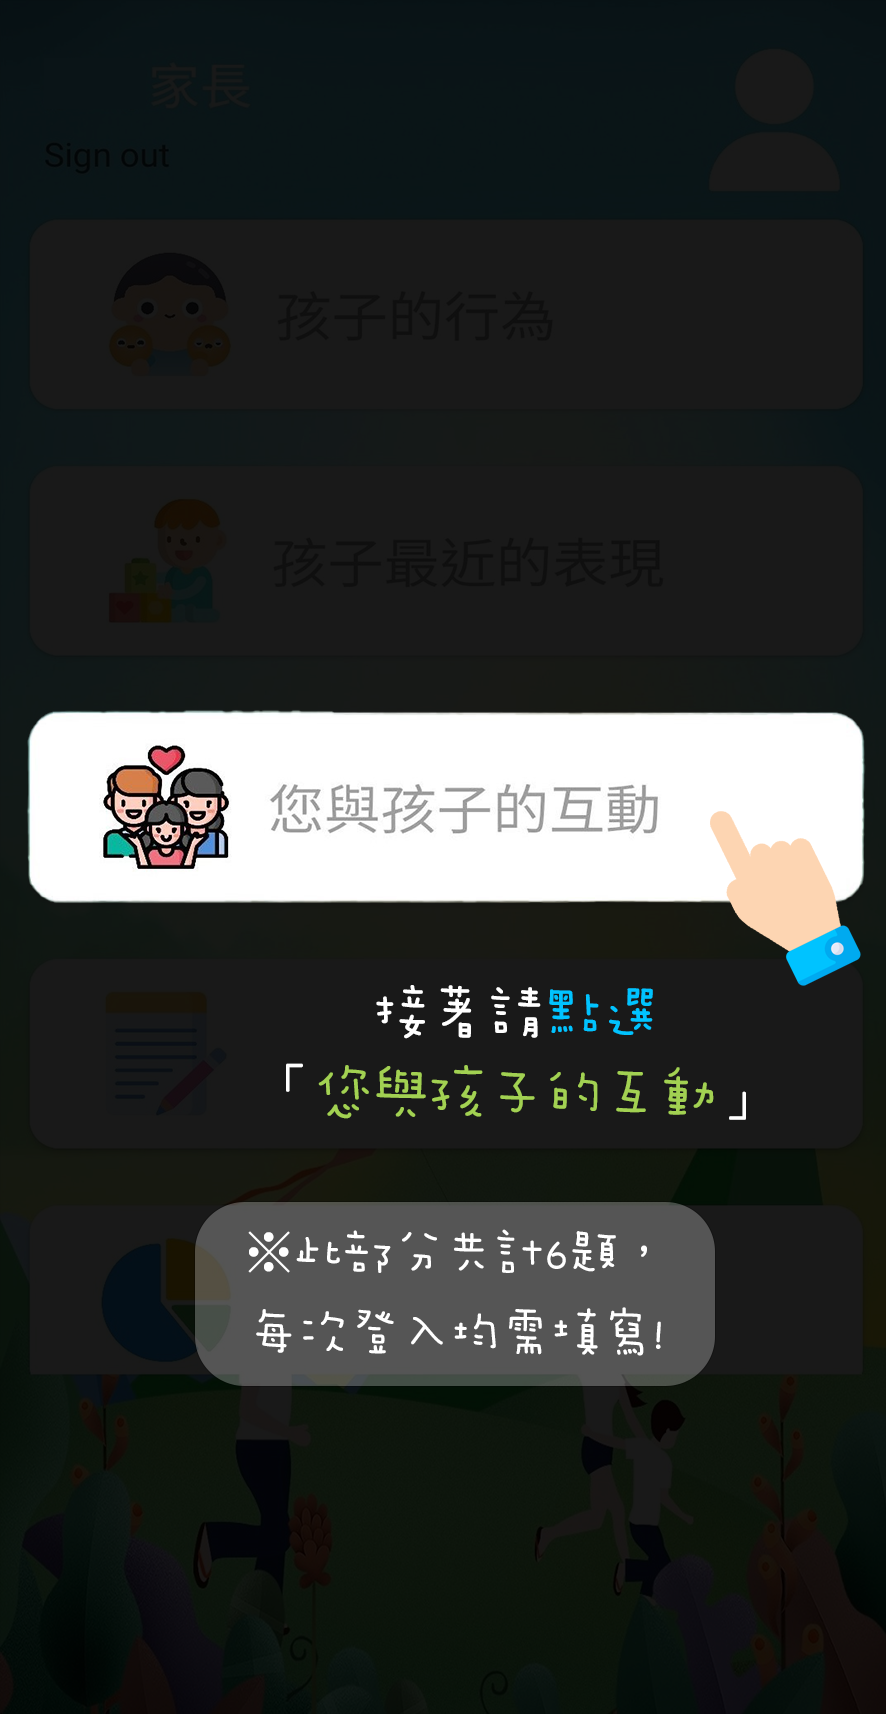 家長
Sign out
孩子的行為
孩子最近的表現
您與孩子的互動
接著請點選
「您與孩子的互動」
※此部分共計6題，
每次登入均需填寫!